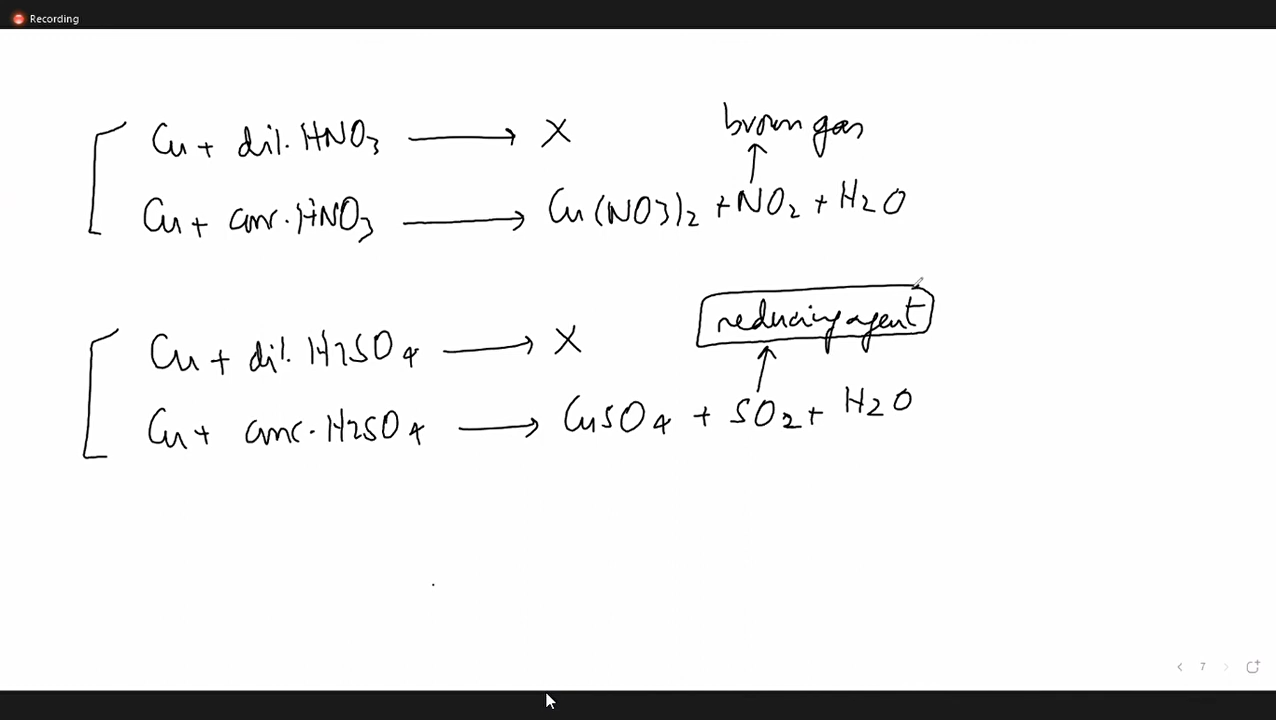 Recording
brown gas
Cu + dil. HNO3 → X
Cu + conc. HNO3 → Cu(NO3)2 + NO2 + H2O
reducing agent
Cu + dil. H2SO4 → X
Cu + conc. H2SO4 → CuSO4 + SO2 + H2O
7